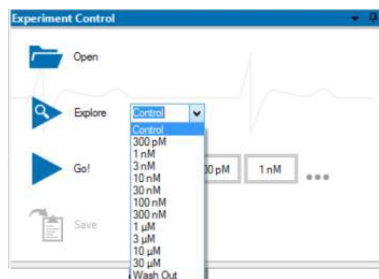 Experiment Control
Open
Explore
Control
Control
300 pM
1 nM
3 nM
10 nM
30 nM
100 nM
300 nM
1 µM
3 µM
10 µM
30 µM
Wash Out
Go!
1 nM
Save